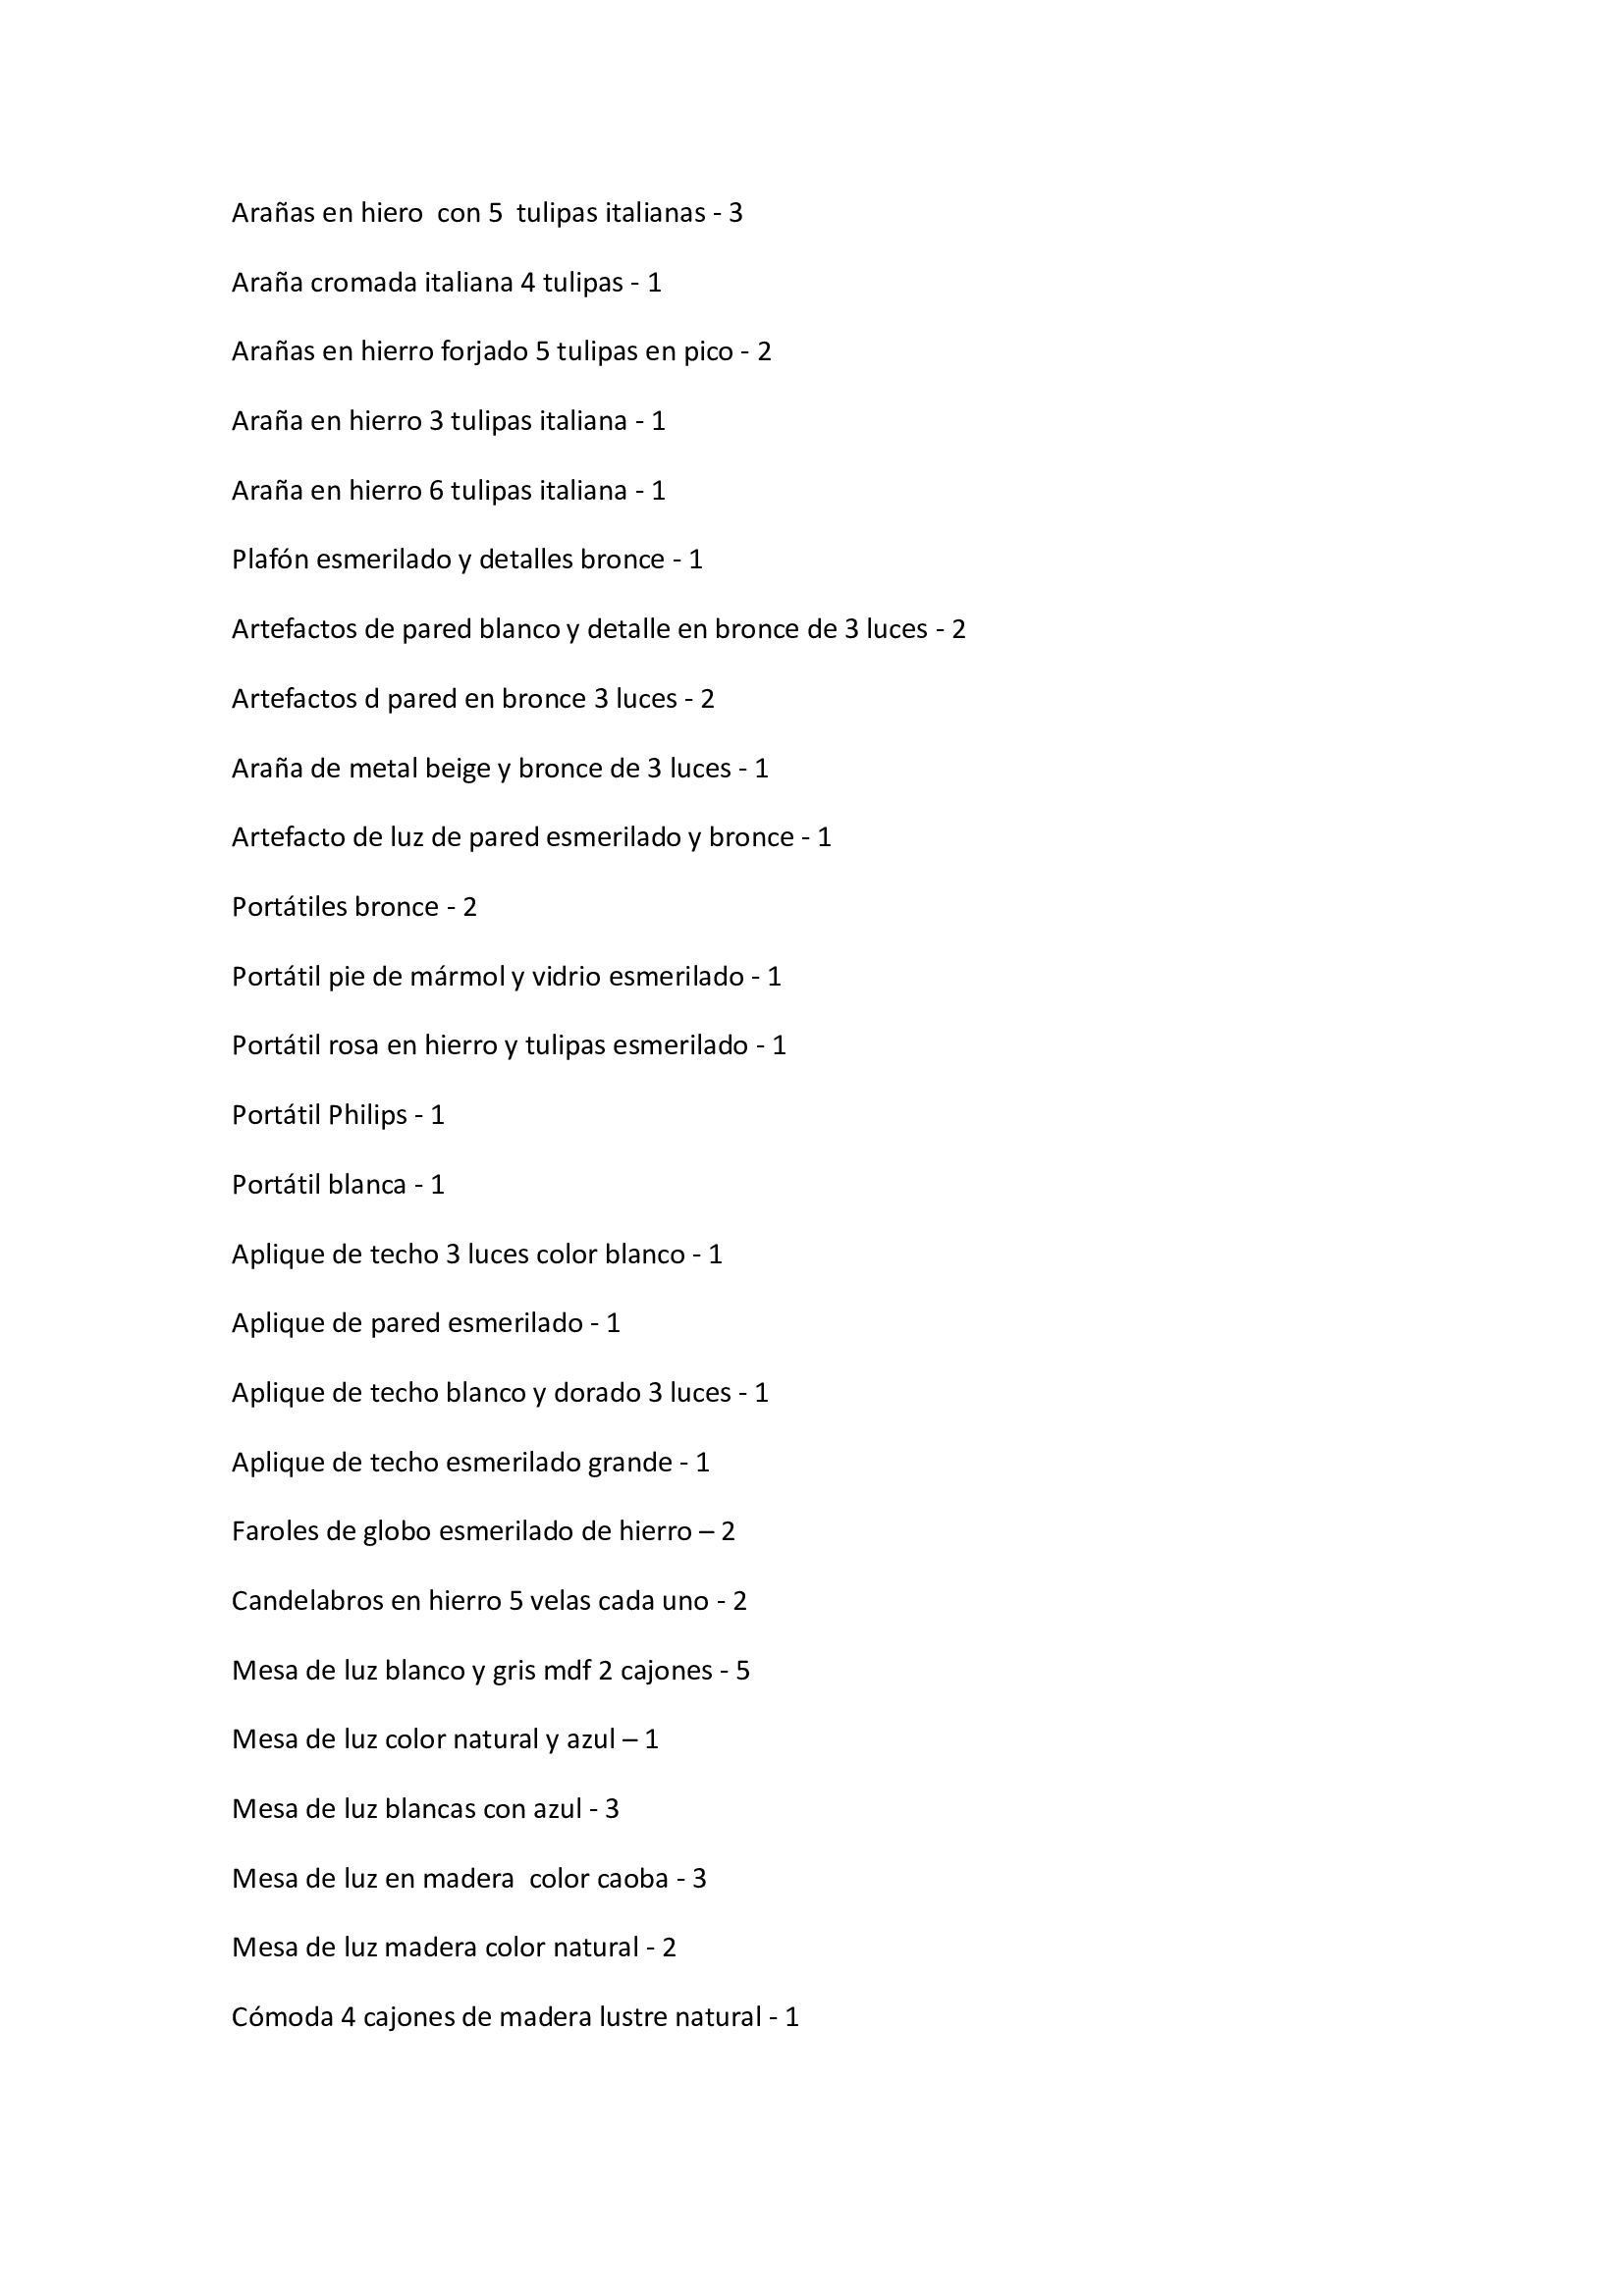 Arañas en hiero  con 5  tulipas italianas - 3
Araña cromada italiana 4 tulipas - 1
Arañas en hierro forjado 5 tulipas en pico - 2
Araña en hierro 3 tulipas italiana - 1
Araña en hierro 6 tulipas italiana - 1
Plafón esmerilado y detalles bronce - 1
Artefactos de pared blanco y detalle en bronce de 3 luces - 2
Artefactos d pared en bronce 3 luces - 2
Araña de metal beige y bronce de 3 luces - 1
Artefacto de luz de pared esmerilado y bronce - 1
Portátiles bronce - 2
Portátil pie de mármol y vidrio esmerilado - 1
Portátil rosa en hierro y tulipas esmerilado - 1
Portátil Philips - 1
Portátil blanca - 1
Aplique de techo 3 luces color blanco - 1
Aplique de pared esmerilado - 1
Aplique de techo blanco y dorado 3 luces - 1
Aplique de techo esmerilado grande - 1
Faroles de globo esmerilado de hierro – 2
Candelabros en hierro 5 velas cada uno - 2
Mesa de luz blanco y gris mdf 2 cajones - 5
Mesa de luz color natural y azul – 1
Mesa de luz blancas con azul - 3
Mesa de luz en madera  color caoba - 3
Mesa de luz madera color natural - 2
Cómoda 4 cajones de madera lustre natural - 1